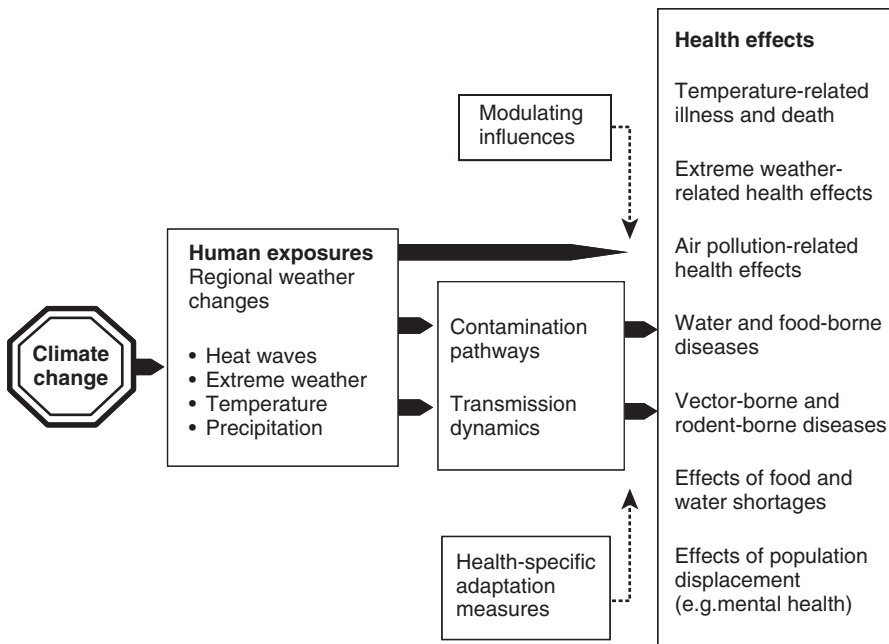 Climate
change
Human exposures
Regional weather
changes
• Heat waves
• Extreme weather
• Temperature
• Precipitation
Modulating
influences
Contamination
pathways
Transmission
dynamics
Health-specific
adaptation
measures
Health effects
Temperature-related
illness and death
Extreme weather-
related health effects
Air pollution-related
health effects
Water and food-borne
diseases
Vector-borne and
rodent-borne diseases
Effects of food and
water shortages
Effects of population
displacement
(e.g.mental health)